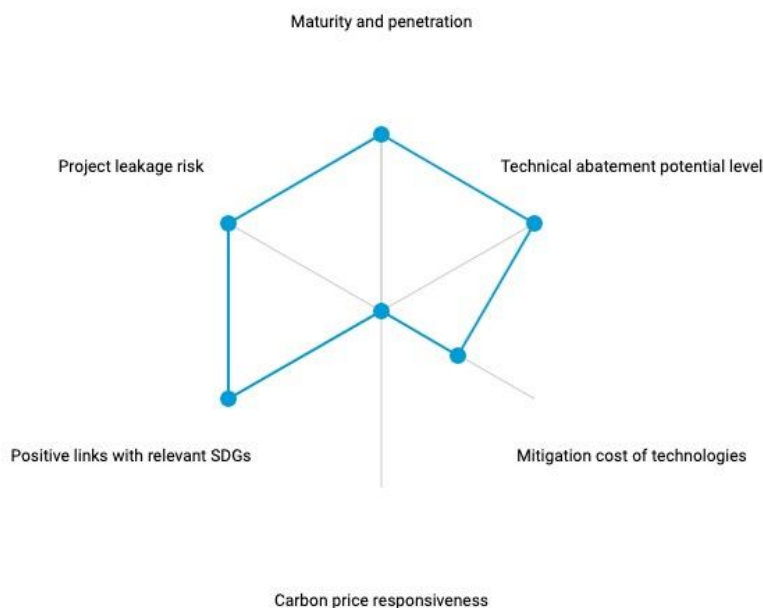 Maturity and penetration
Project leakage risk
Technical abatement potential level
Positive links with relevant SDGs
Mitigation cost of technologies
Carbon price responsiveness